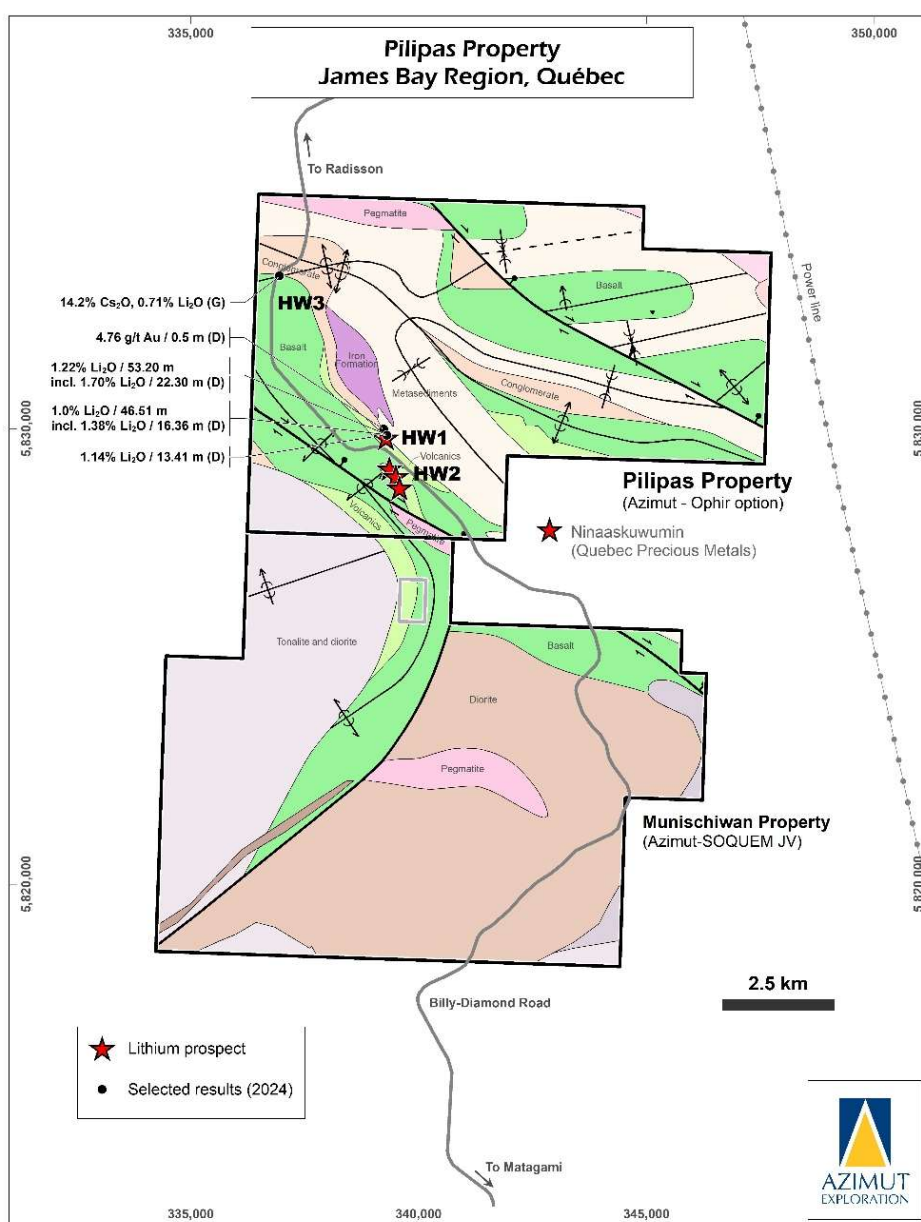 335,000
350,000
Pilipas Property
James Bay Region, Québec
To Radisson
Pegmatite
Conglomerate
14.2% Cs₂O, 0.71% Li₂O (G)
HW3
Basalt
Power line
4.76 g/t Au / 0.5 m (D)
Basalt
Iron
Formation
1.22% Li₂O / 53.20 m
incl. 1.70% Li₂O / 22.30 m (D)
Metasediments
Conglomerate
1.0% Li₂O / 46.51 m
incl. 1.38% Li₂O / 16.36 m (D)
5,830,000
5,830,000
HW1
1.14% Li₂O / 13.41 m (D)
Volcanics
HW2
Pilipas Property
(Azimut - Ophir option)
Volcanics
Pegmatite
Ninaaskuwumin
(Quebec Precious Metals)
Tonalite and diorite
Basalt
Diorite
Pegmatite
Munischiwan Property
(Azimut-SOQUEM JV)
5,820,000
5,820,000
2.5 km
Billy-Diamond Road
Lithium prospect
Selected results (2024)
To Matagami
AZIMUT
EXPLORATION
335,000
340,000
345,000